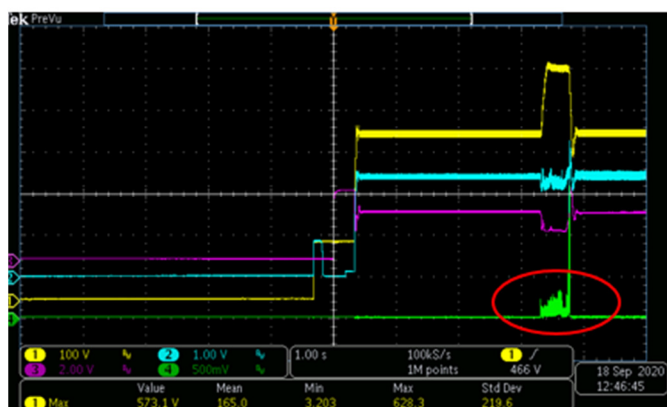 Tek PreVu
T
1 100 V 2 1.00 V 1.00 s 100kS/s 1
3 2.00 V 4 500mV 1M points 466 V
18 Sep 2020
12:46:45
Value Mean Min Max Std Dev
1 Max 573.1 V 165.0 3.203 628.3 219.6